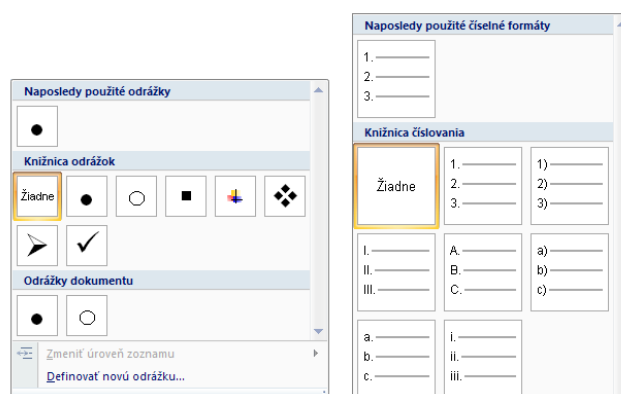 Naposledy použité odrážky
Knižnica odrážok
Žiadne
Odrážky dokumentu
Zmeniť úroveň zoznamu
Definovať novú odrážku...
Naposledy použité číselné formáty
1.
2.
3.
Knižnica číslovania
Žiadne
1.
2.
3.
1)
2)
3)
I.
II.
III.
A.
B.
C.
a)
b)
c)
a.
b.
c.
i.
ii.
iii.